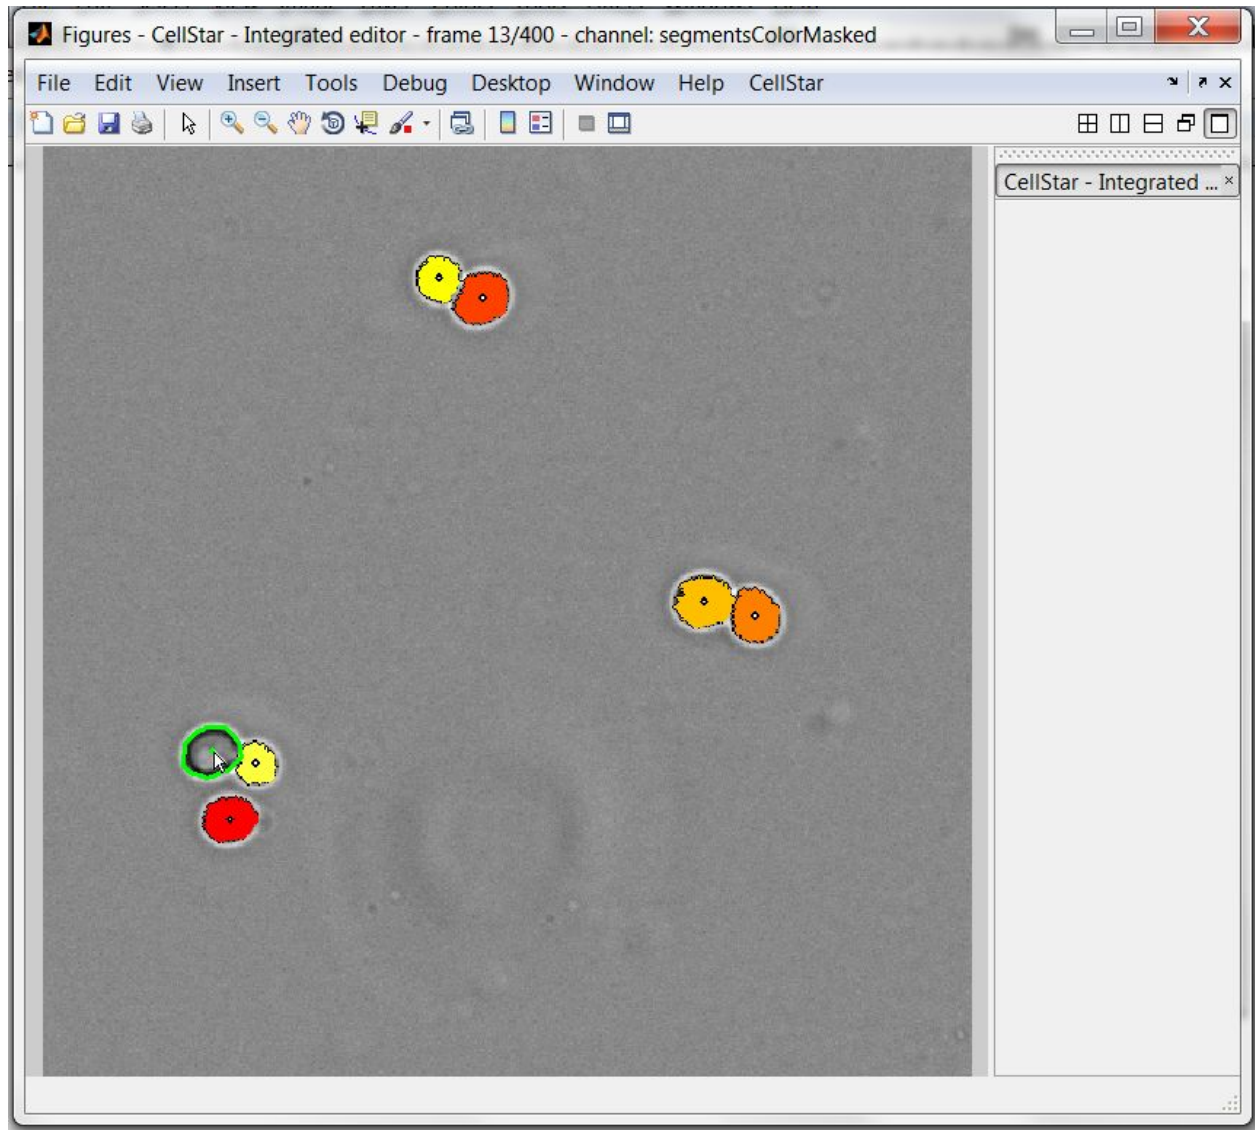 Figures - CellStar - Integrated editor - frame 13/400 - channel: segmentsColorMasked
File Edit View Insert Tools Debug Desktop Window Help CellStar
CellStar - Integrated ...